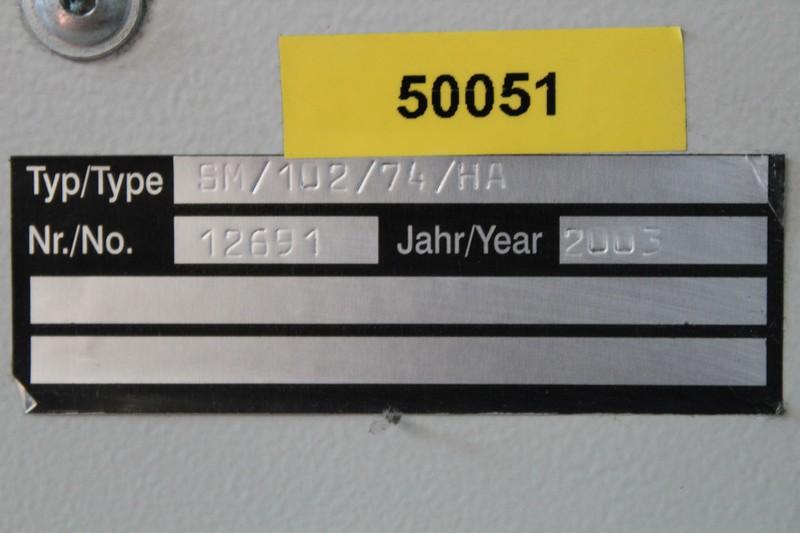 50051
Typ/Type SM/102/74/HA
Nr./No. 12691 Jahr/Year 2003